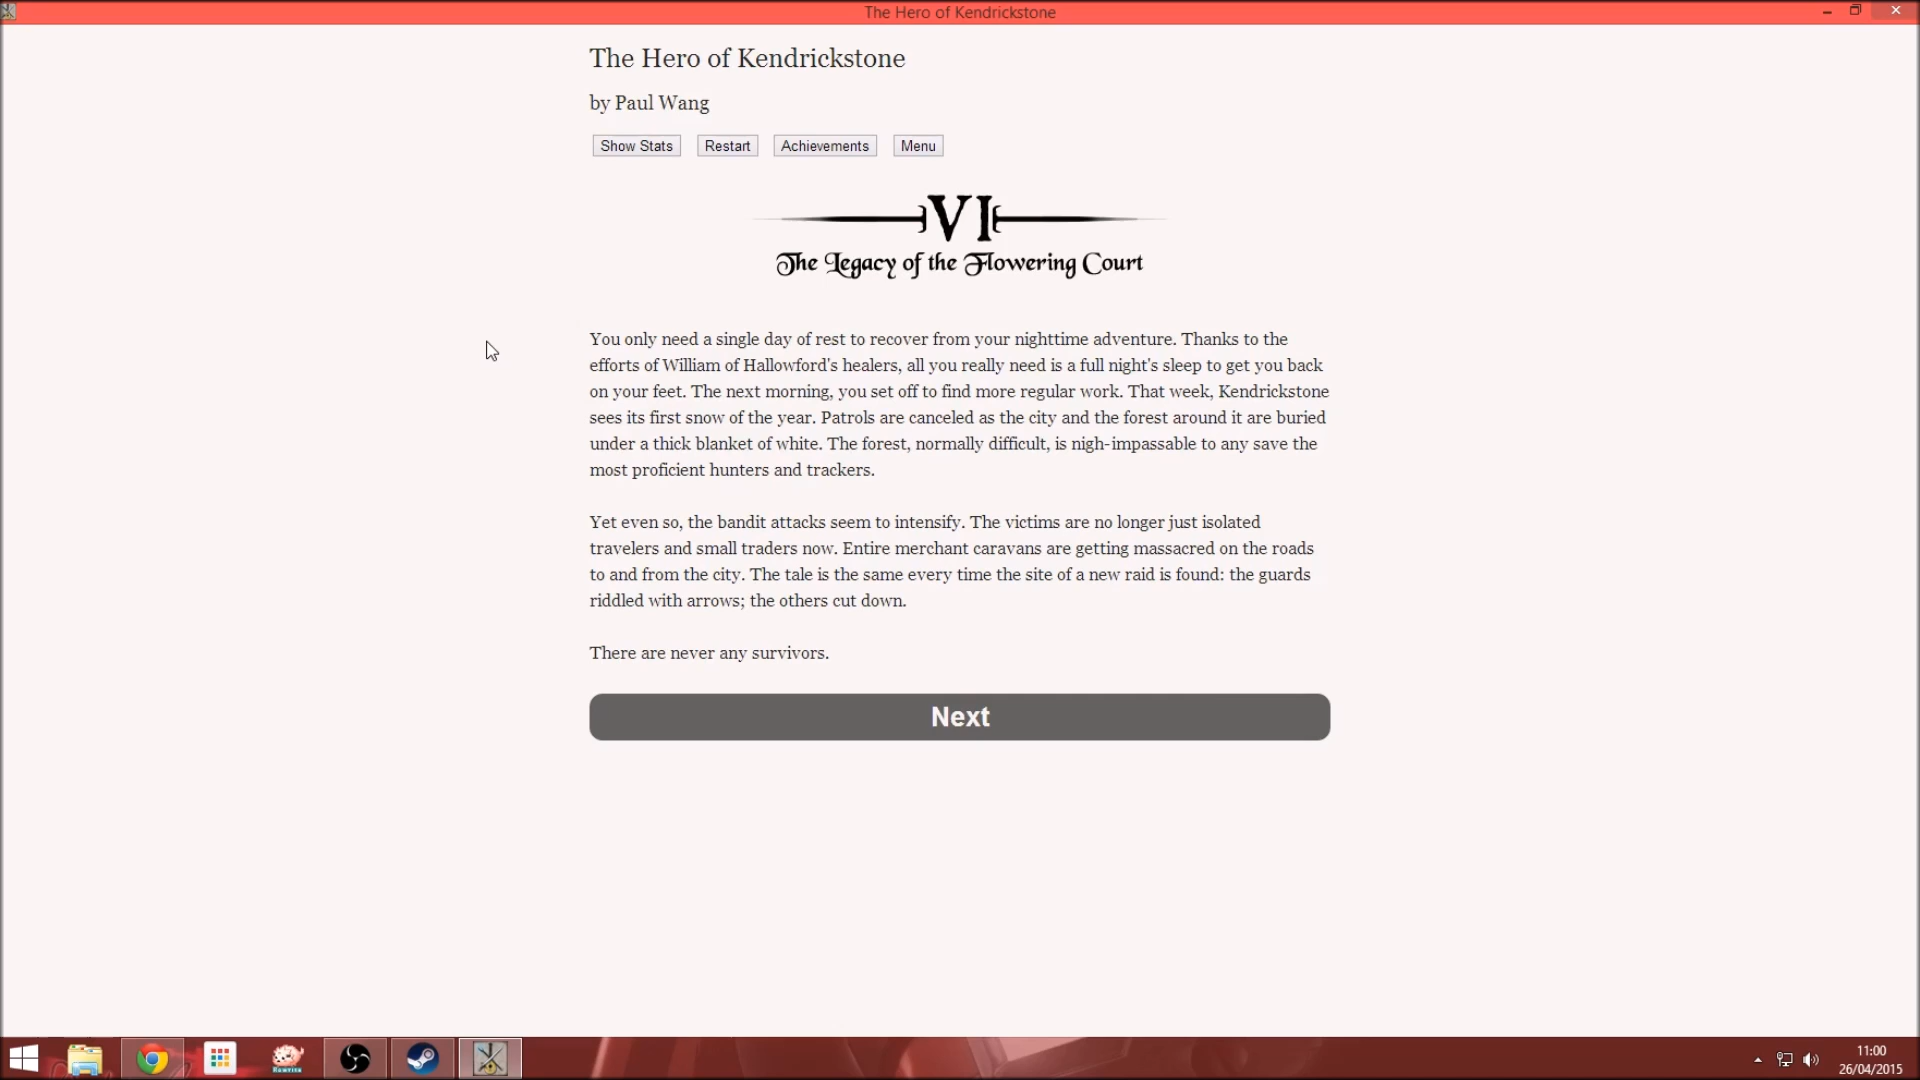 The Hero of Kendrickstone
The Hero of Kendrickstone
by Paul Wang
Show Stats Restart Achievements Menu
VI
The Legacy of the Flowering Court
You only need a single day of rest to recover from your nighttime adventure. Thanks to the
efforts of William of Hallowford's healers, all you really need is a full night's sleep to get you back
on your feet. The next morning, you set off to find more regular work. That week, Kendrickstone
sees its first snow of the year. Patrols are canceled as the city and the forest around it are buried
under a thick blanket of white. The forest, normally difficult, is nigh-impassable to any save the
most proficient hunters and trackers.
Yet even so, the bandit attacks seem to intensify. The victims are no longer just isolated
travelers and small traders now. Entire merchant caravans are getting massacred on the roads
to and from the city. The tale is the same every time the site of a new raid is found: the guards
riddled with arrows; the others cut down.
There are never any survivors.
Next
11:00
26/04/2015